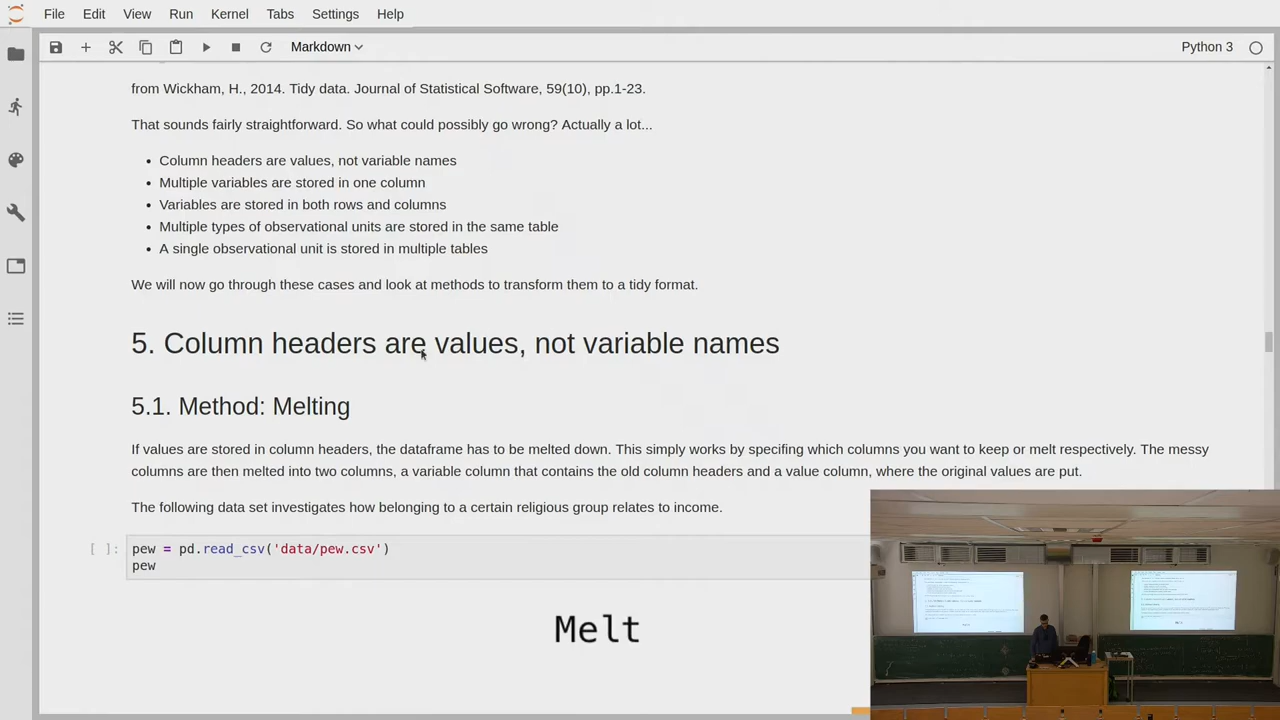 File Edit View Run Kernel Tabs Settings Help
Markdown Python 3
from Wickham, H., 2014. Tidy data. Journal of Statistical Software, 59(10), pp.1-23.
That sounds fairly straightforward. So what could possibly go wrong? Actually a lot...
• Column headers are values, not variable names
• Multiple variables are stored in one column
• Variables are stored in both rows and columns
• Multiple types of observational units are stored in the same table
• A single observational unit is stored in multiple tables
We will now go through these cases and look at methods to transform them to a tidy format.
5. Column headers are values, not variable names
5.1. Method: Melting
If values are stored in column headers, the dataframe has to be melted down. This simply works by specifing which columns you want to keep or melt respectively. The messy
columns are then melted into two columns, a variable column that contains the old column headers and a value column, where the original values are put.
The following data set investigates how belonging to a certain religious group relates to income.
[ ]: pew = pd.read_csv('data/pew.csv')
pew
Melt